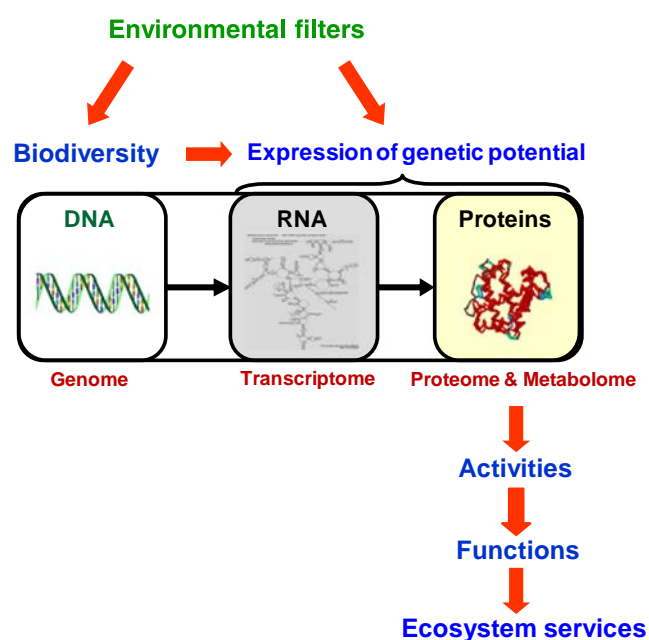 Environmental filters
Biodiversity
Expression of genetic potential
DNA
RNA
Proteins
Genome
Transcriptome
Proteome & Metabolome
Activities
Functions
Ecosystem services